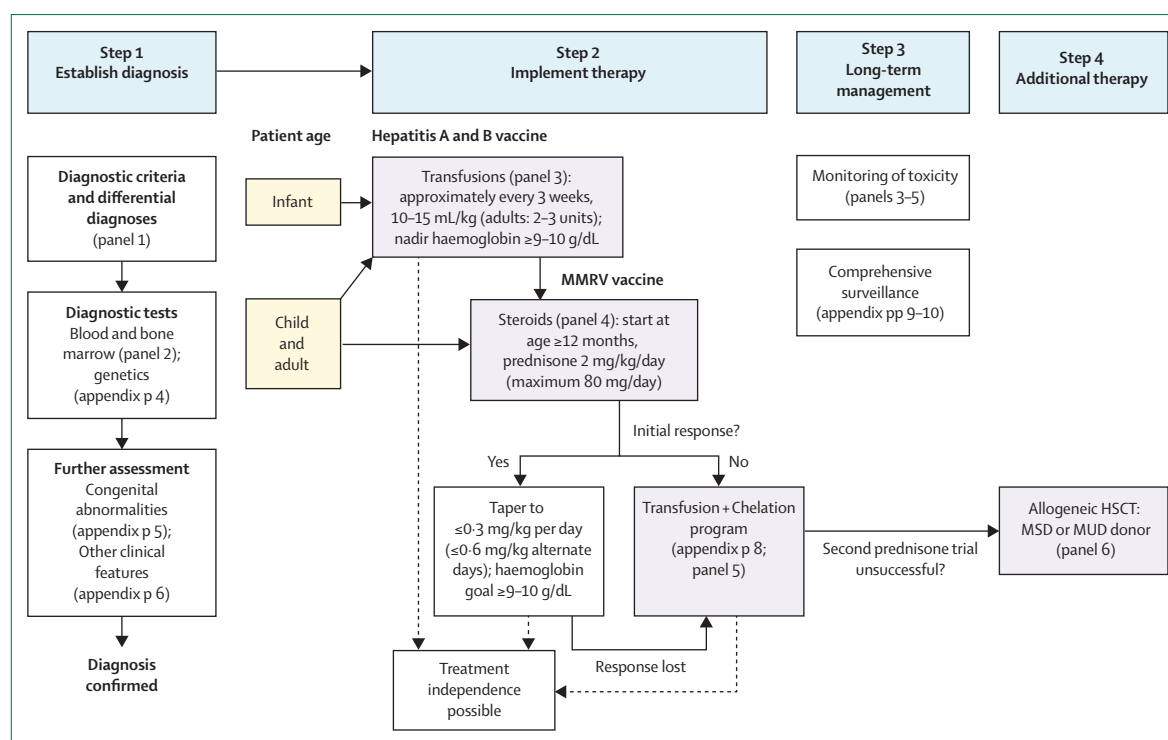 Step 1
Establish diagnosis
Step 2
Implement therapy
Step 3
Long-term
management
Step 4
Additional therapy
Patient age
Hepatitis A and B vaccine
Diagnostic criteria
and differential
diagnoses
(panel 1)
Diagnostic tests
Blood and bone
marrow (panel 2);
genetics
(appendix p 4)
Further assessment
Congenital
abnormalities
(appendix p 5);
Other clinical
features
(appendix p 6)
Diagnosis
confirmed
Infant
Child
and
adult
Transfusions (panel 3):
approximately every 3 weeks,
10–15 mL/kg (adults: 2–3 units);
nadir haemoglobin ≥9–10 g/dL
MMRV vaccine
Steroids (panel 4): start at
age ≥12 months,
prednisone 2 mg/kg/day
(maximum 80 mg/day)
Initial response?
Yes
No
Taper to
≤0·3 mg/kg per day
(≤0·6 mg/kg alternate
days); haemoglobin
goal ≥9–10 g/dL
Transfusion + Chelation
program
(appendix p 8;
panel 5)
Response lost
Treatment
independence
possible
Second prednisone trial
unsuccessful?
Monitoring of toxicity
(panels 3–5)
Comprehensive
surveillance
(appendix pp 9–10)
Allogeneic HSCT:
MSD or MUD donor
(panel 6)